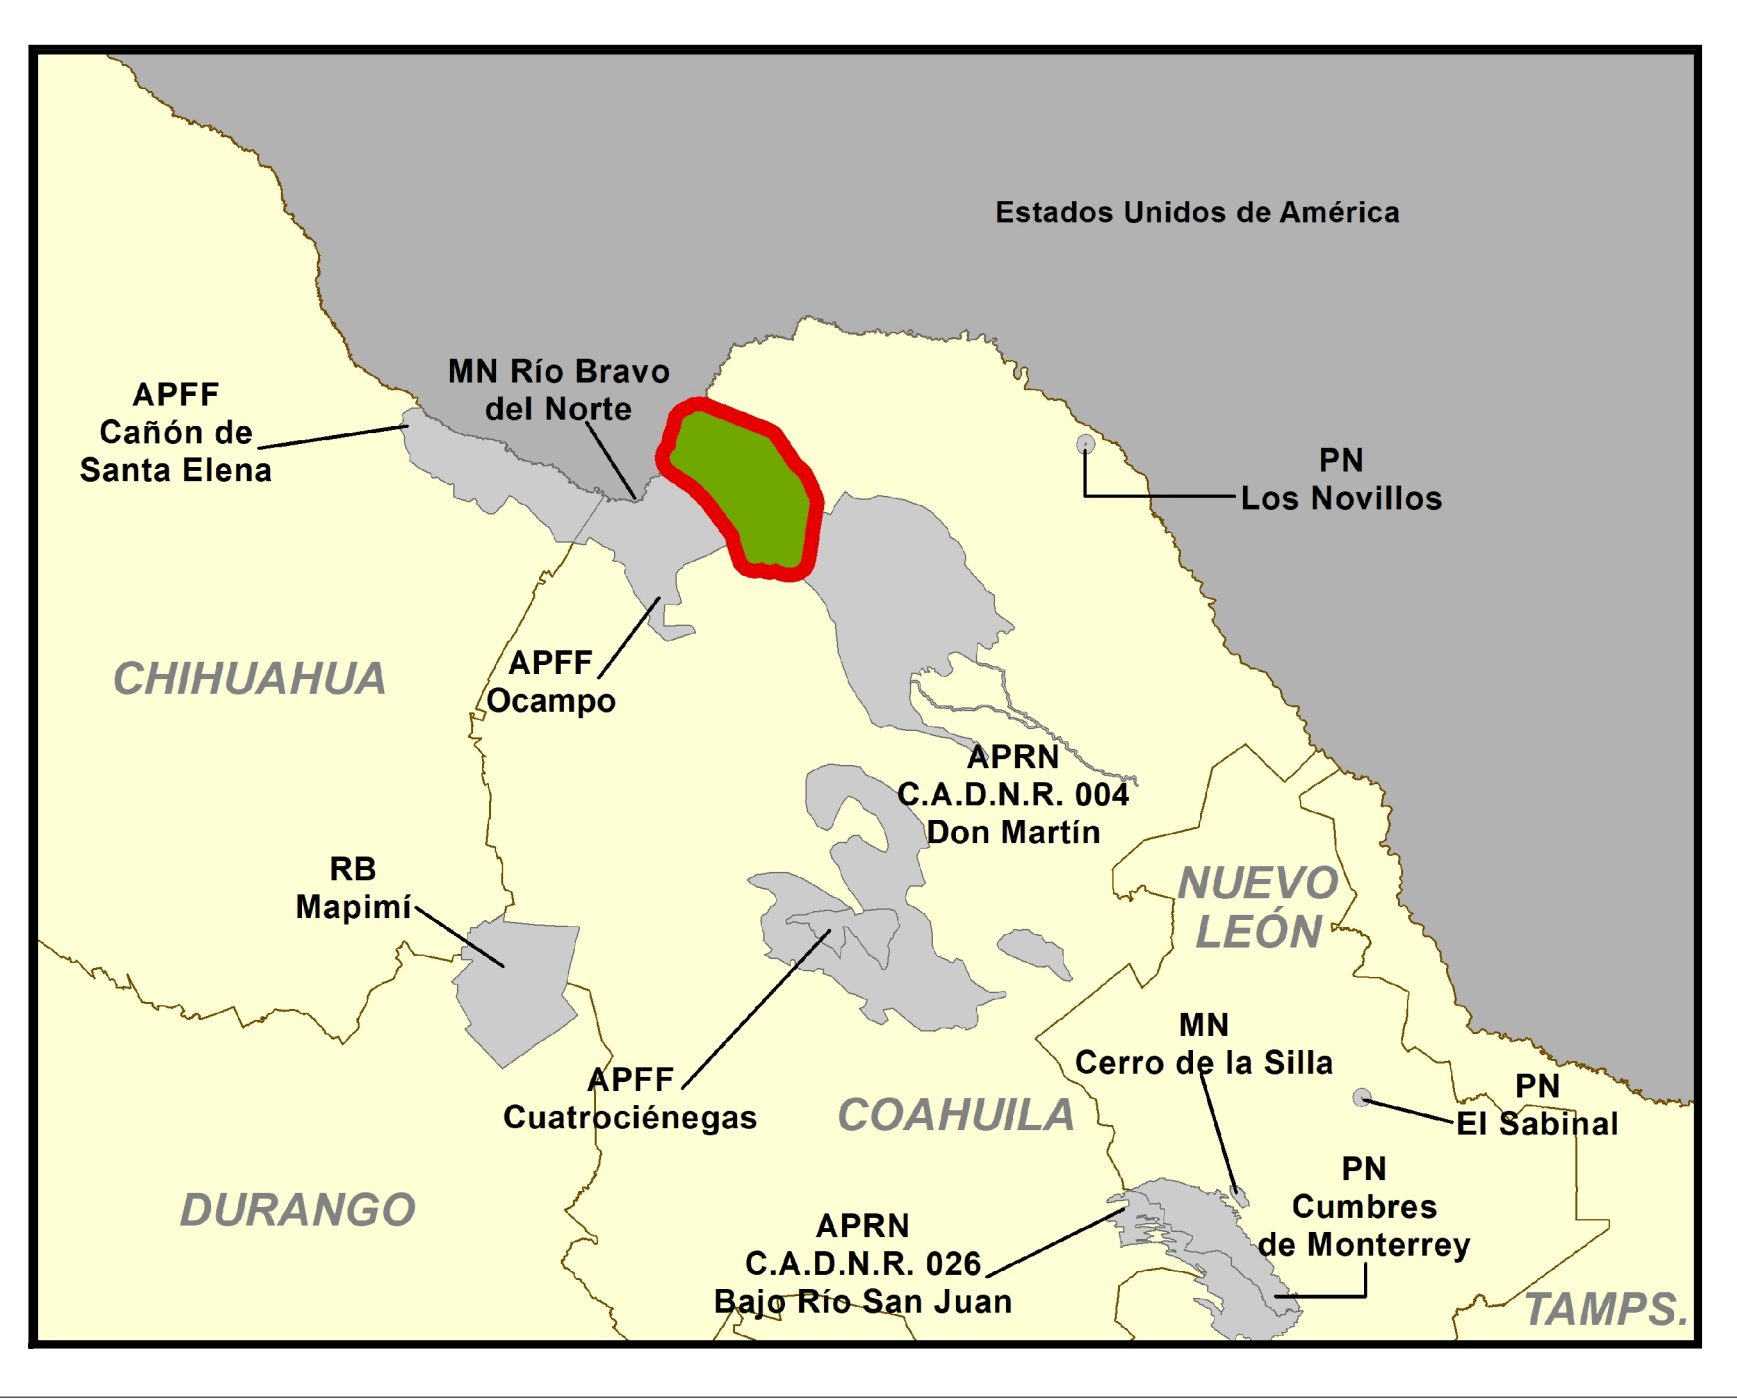 Estados Unidos de América
MN Río Bravo
del Norte
APFF
Cañón de
Santa Elena
PN
Los Novillos
CHIHUAHUA
APFF
Ocampo
APRN
C.A.D.N.R. 004
Don Martín
RB
Mapimí
NUEVO
LEÓN
MN
Cerro de la Silla
APFF
Cuatrociénegas
COAHUILA
PN
El Sabinal
DURANGO
PN
Cumbres
de Monterrey
APRN
C.A.D.N.R. 026
Bajo Río San Juan
TAMPS.